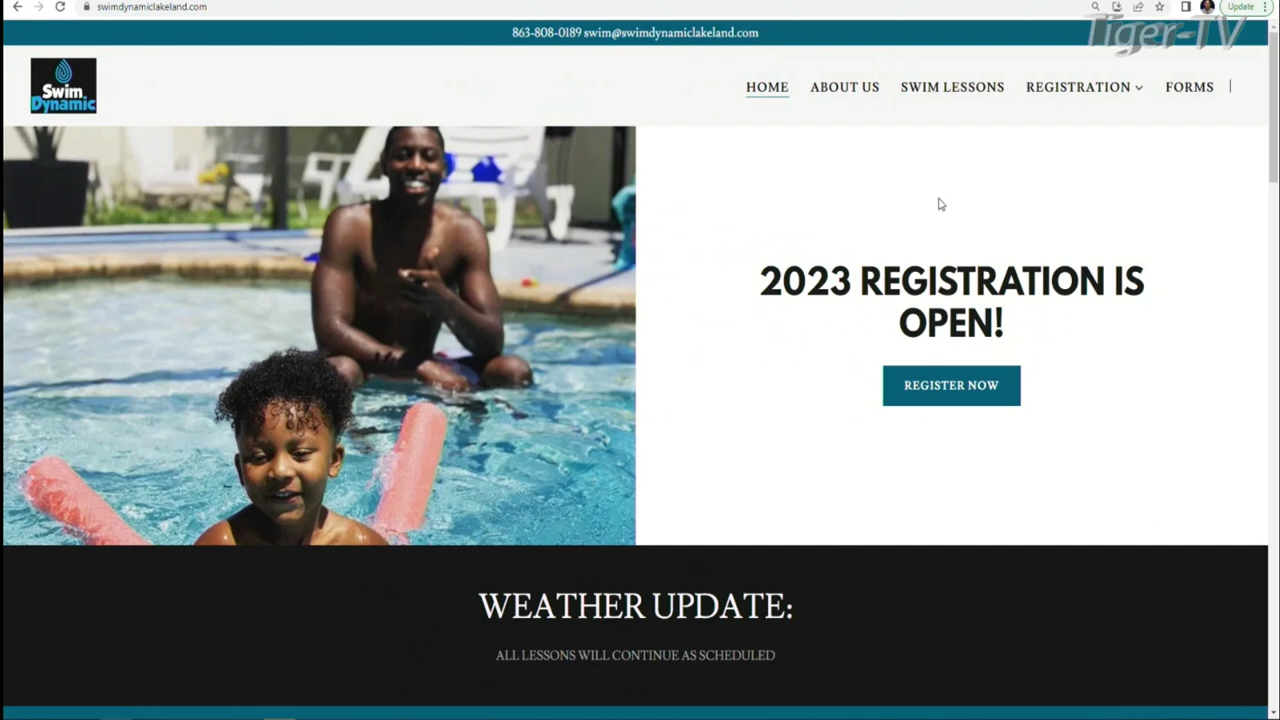 swimdynamiclakeland.com
Update
Tiger-TV
863-808-0189 swim@swimdynamiclakeland.com
Swim
Dynamic
HOME ABOUT US SWIM LESSONS REGISTRATION FORMS
2023 REGISTRATION IS
OPEN!
REGISTER NOW
WEATHER UPDATE:
ALL LESSONS WILL CONTINUE AS SCHEDULED